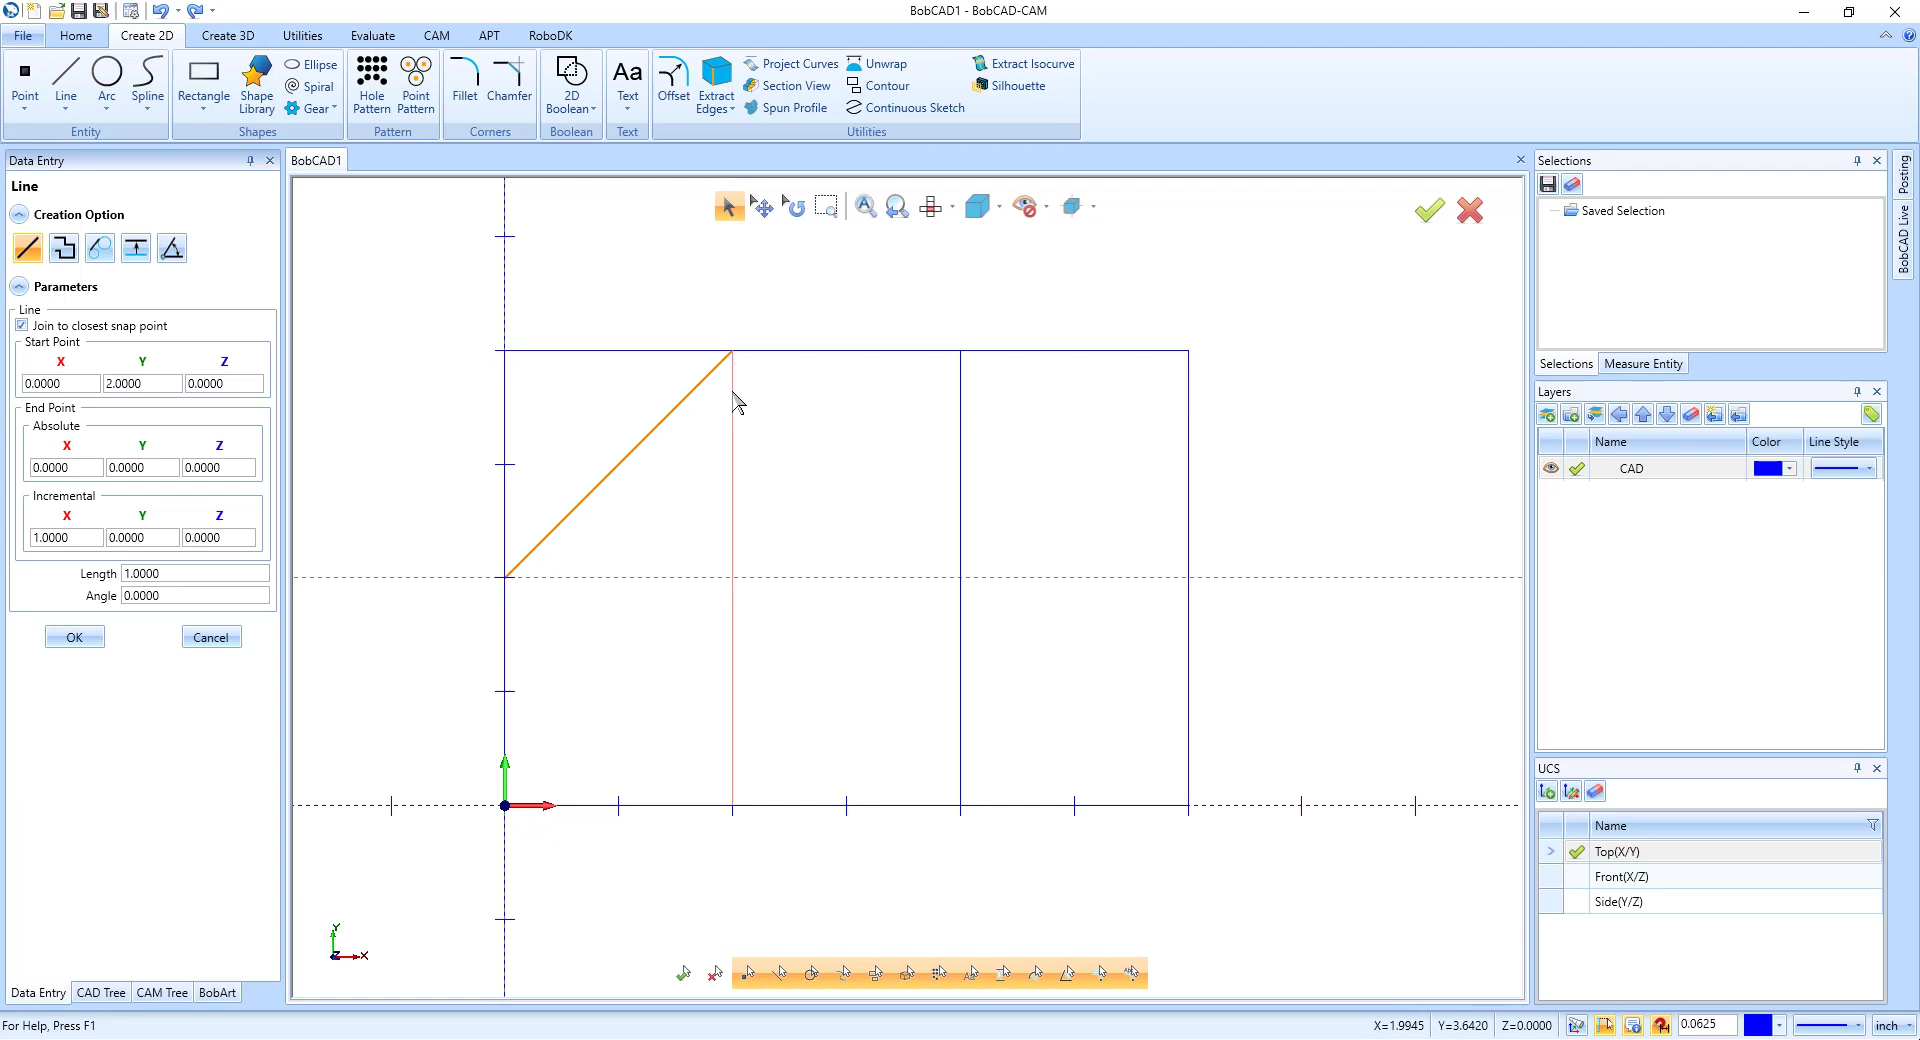 BobCAD1 - BobCAD-CAM
File Home Create 2D Create 3D Utilities Evaluate CAM APT RoboDK
Point Line Arc Spline
Entity
Rectangle Shape Library Ellipse Spiral Gear
Shapes
Hole Pattern Point Pattern
Pattern
Fillet Chamfer
Corners
2D Boolean
Boolean
Aa Text
Text
Offset Extract Edges Project Curves Section View Spun Profile Unwrap Contour Continuous Sketch Extract Isocurve Silhouette
Utilities
Data Entry
Line
Creation Option
Parameters
Line
Join to closest snap point
Start Point
X Y Z
0.0000 2.0000 0.0000
End Point
Absolute
X Y Z
0.0000 0.0000 0.0000
Incremental
X Y Z
1.0000 0.0000 0.0000
Length 1.0000
Angle 0.0000
OK Cancel
Data Entry CAD Tree CAM Tree BobArt
BobCAD1
Y
Z X
Selections
Saved Selection
Selections Measure Entity
Layers
Name Color Line Style
CAD
UCS
Name
Top(X/Y)
Front(X/Z)
Side(Y/Z)
Posting
BobCAD Live
For Help, Press F1
X=1.9945 Y=3.6420 Z=0.0000 0.0625 inch